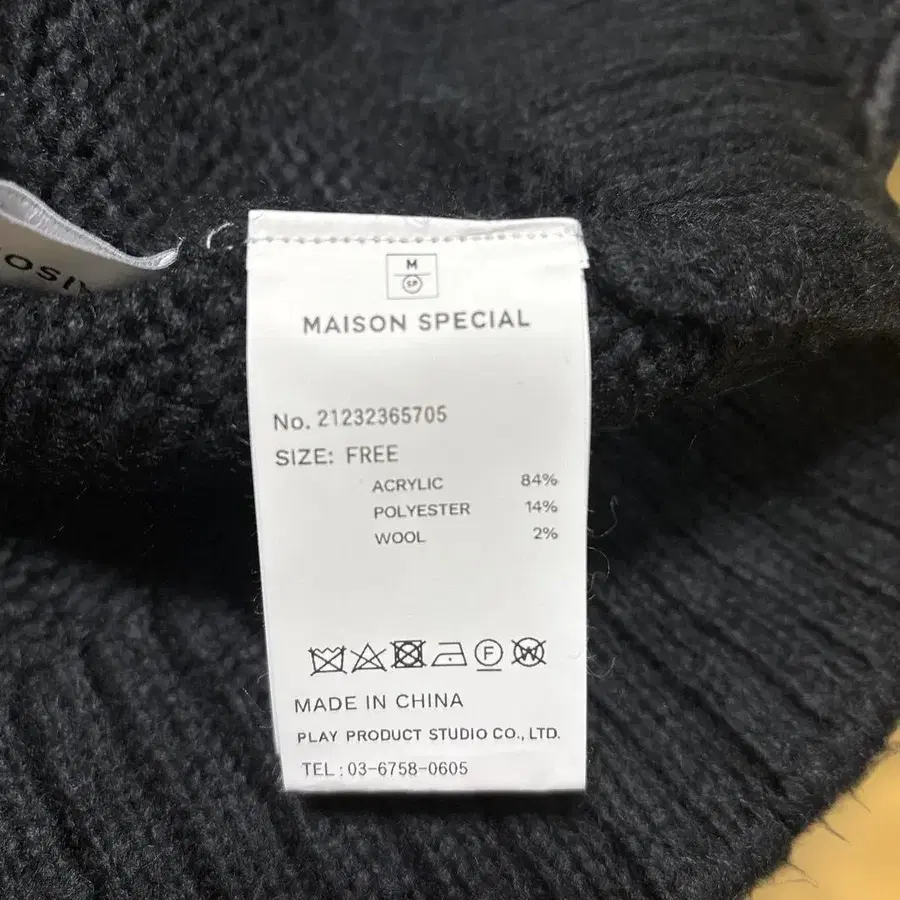 M
SP
MAISON SPECIAL
No. 21232365705
SIZE: FREE
ACRYLIC 84%
POLYESTER 14%
WOOL 2%
F
W
MADE IN CHINA
PLAY PRODUCT STUDIO CO., LTD.
TEL : 03-6758-0605